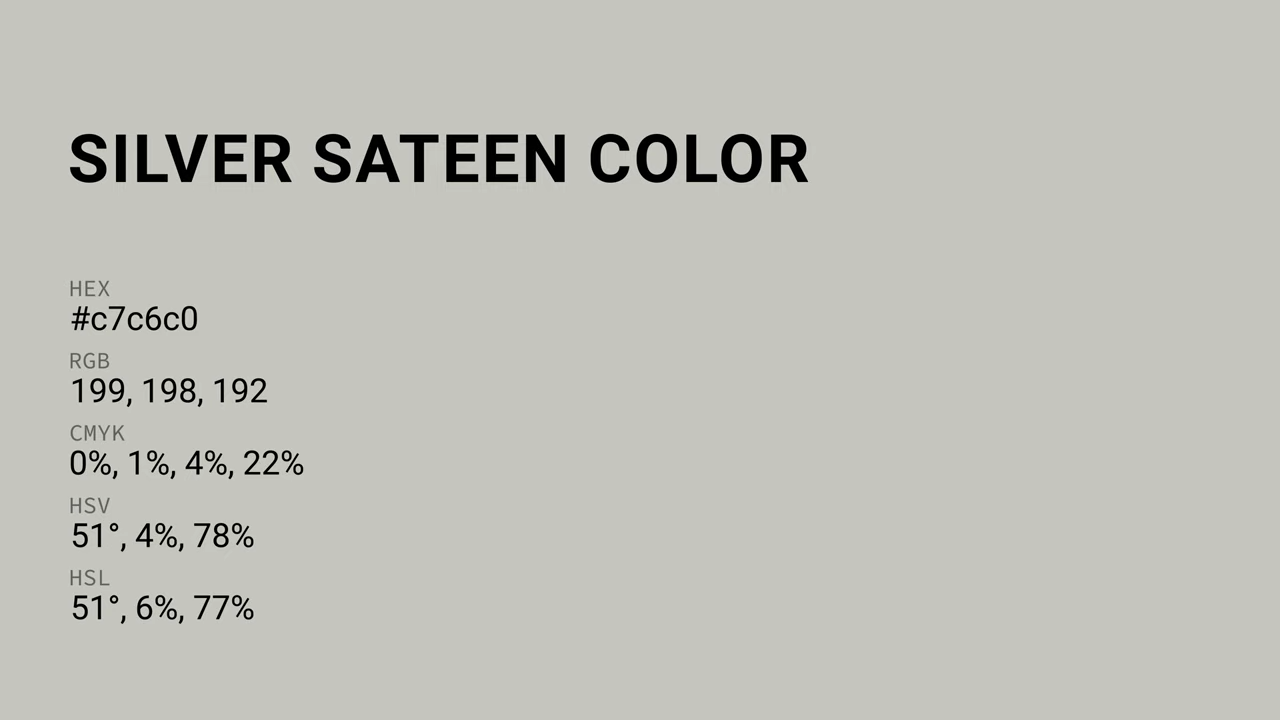 SILVER SATEEN COLOR
HEX
#c7c6c0
RGB
199, 198, 192
CMYK
0%, 1%, 4%, 22%
HSV
51°, 4%, 78%
HSL
51°, 6%, 77%